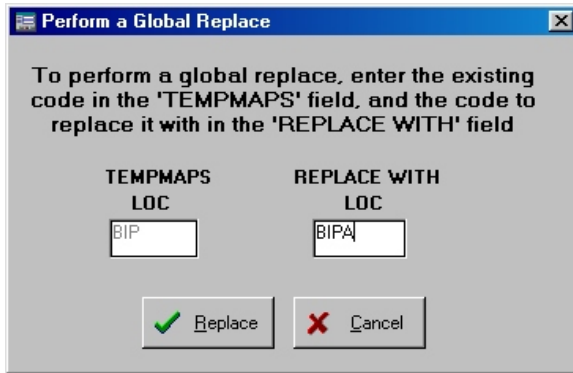 Perform a Global Replace
To perform a global replace, enter the existing
code in the 'TEMPMAPS' field, and the code to
replace it with in the 'REPLACE WITH' field
TEMPMAPS REPLACE WITH
LOC LOC
BIP BIPA
Replace Cancel